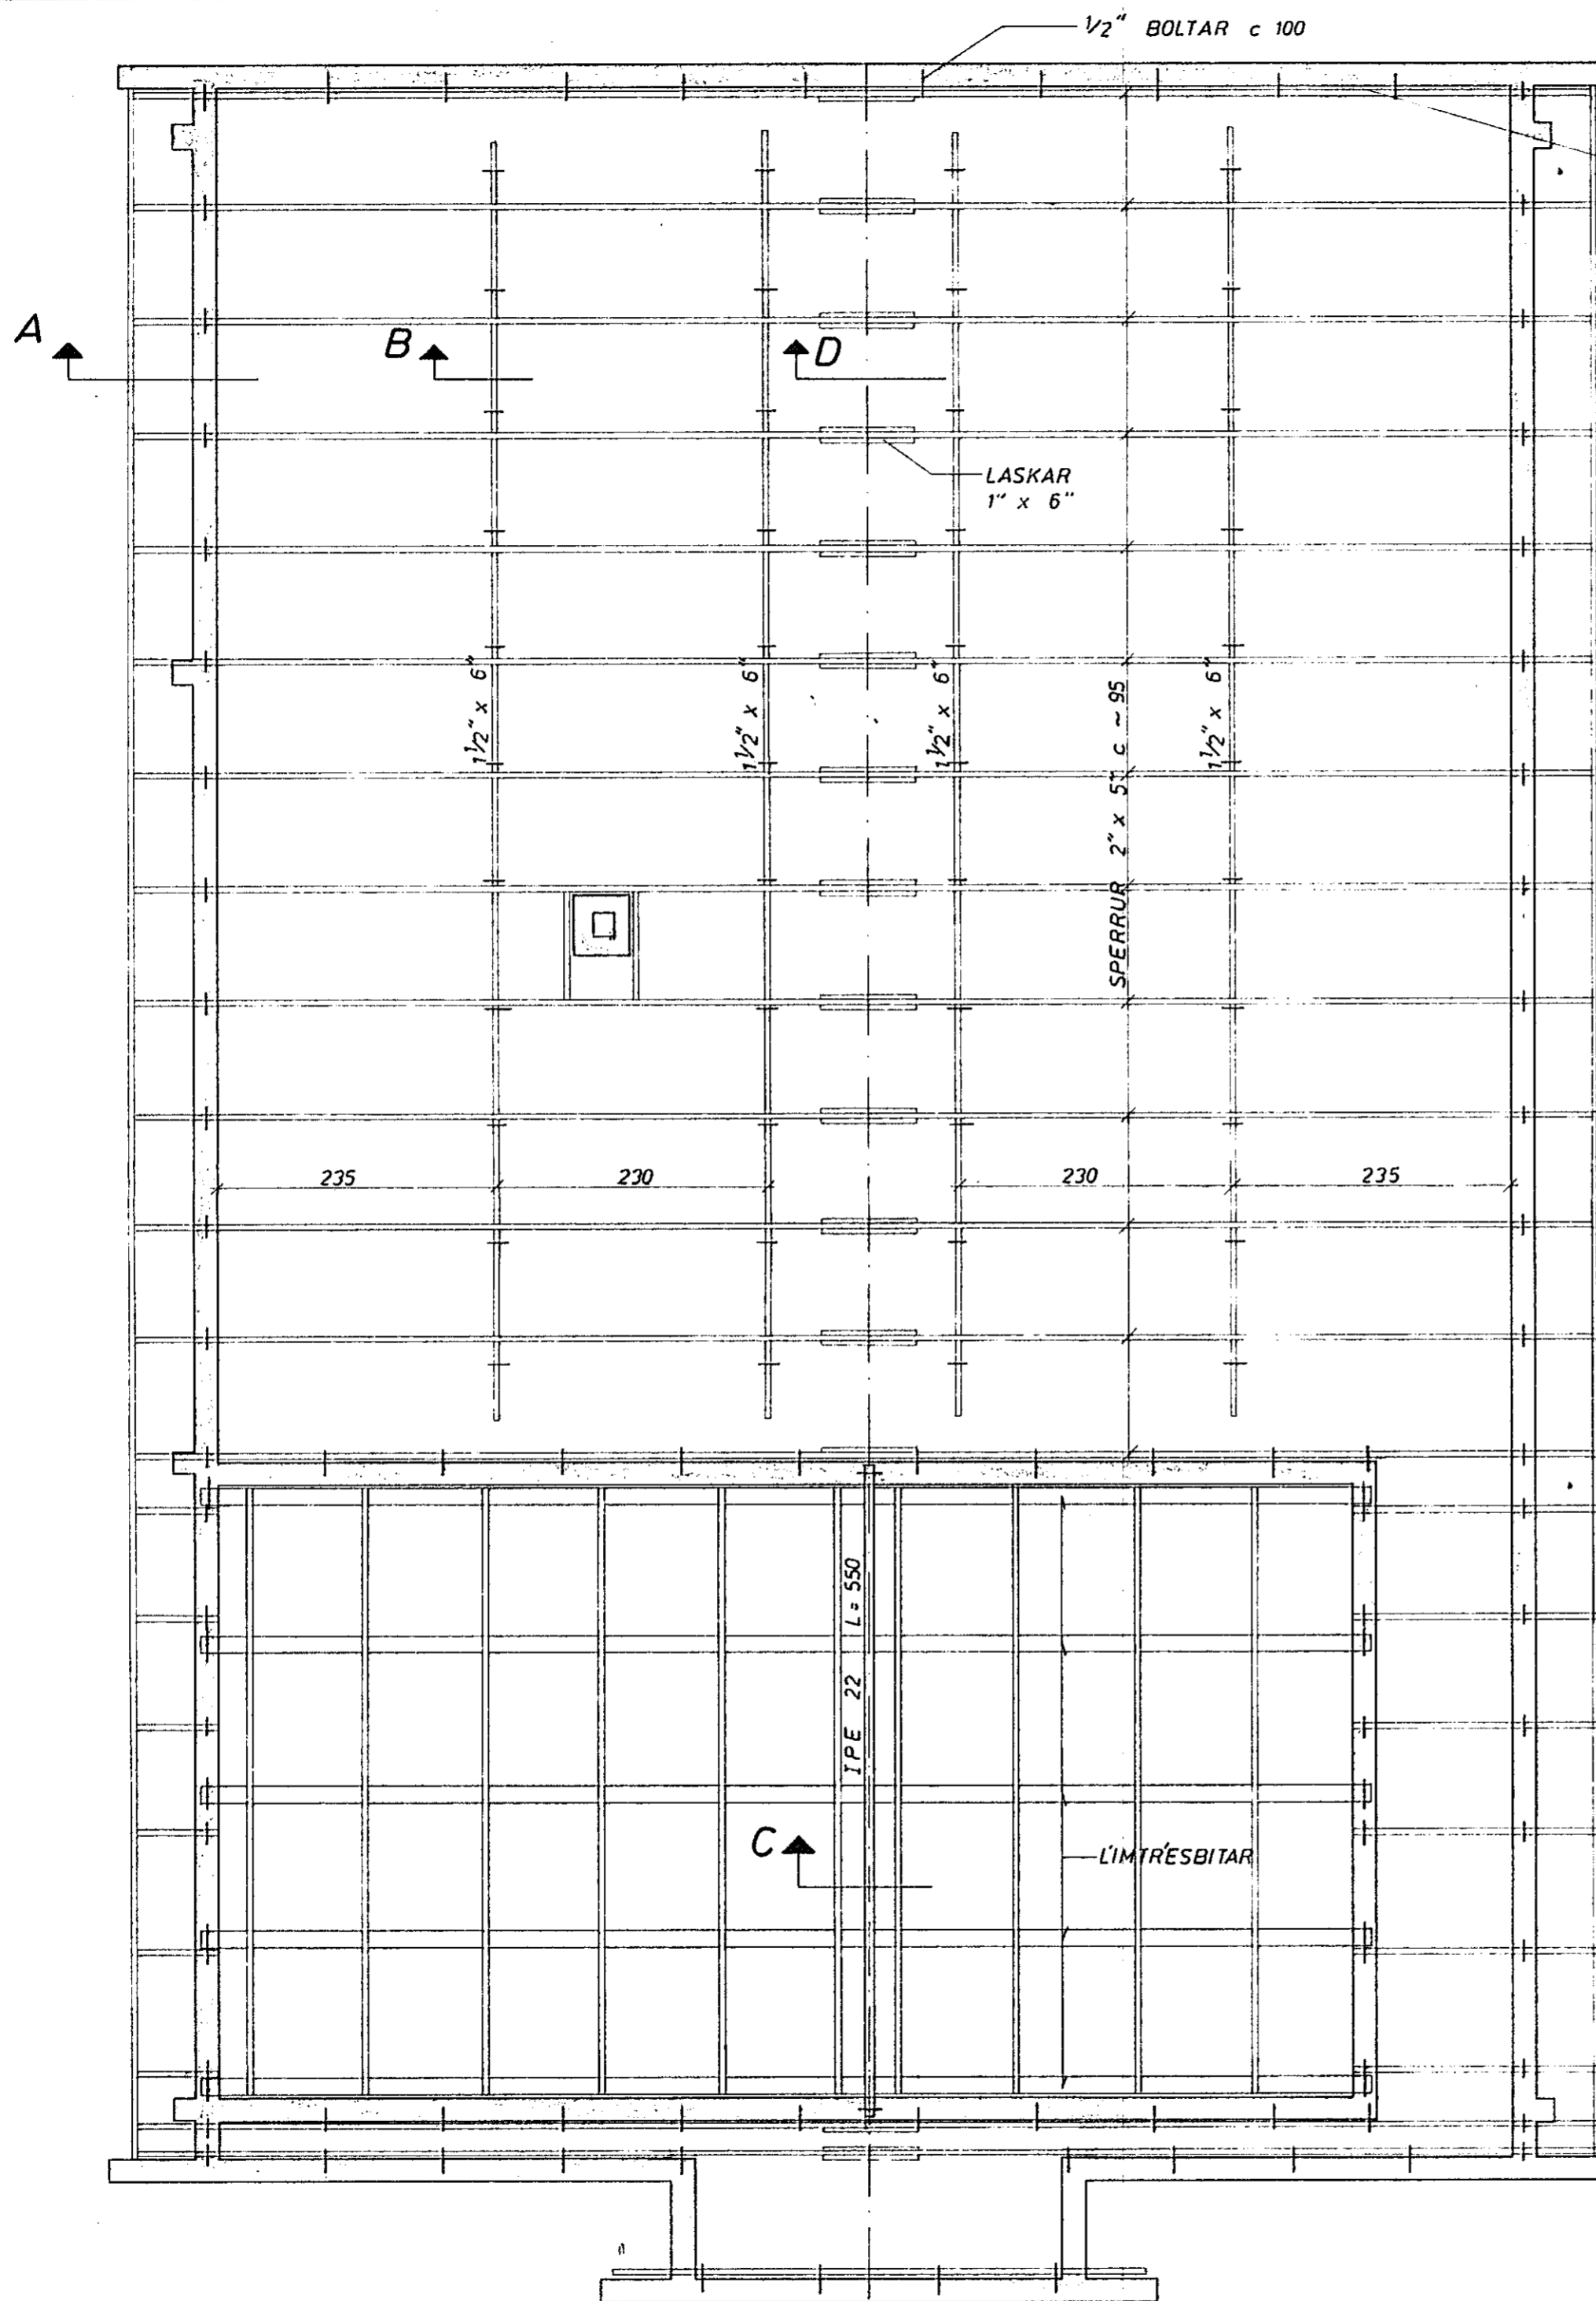 1/2" BOLTAR c 100
A
B
D
LASKAR
1" x 6"
1 1/2" x 6"
1 1/2" x 6"
1 1/2" x 6"
SPERRUR 2" x 5" c ~ 95
1 1/2" x 6"
235
230
230
235
IPE 22 L = 550
C
LÍMTRÉSBITAR